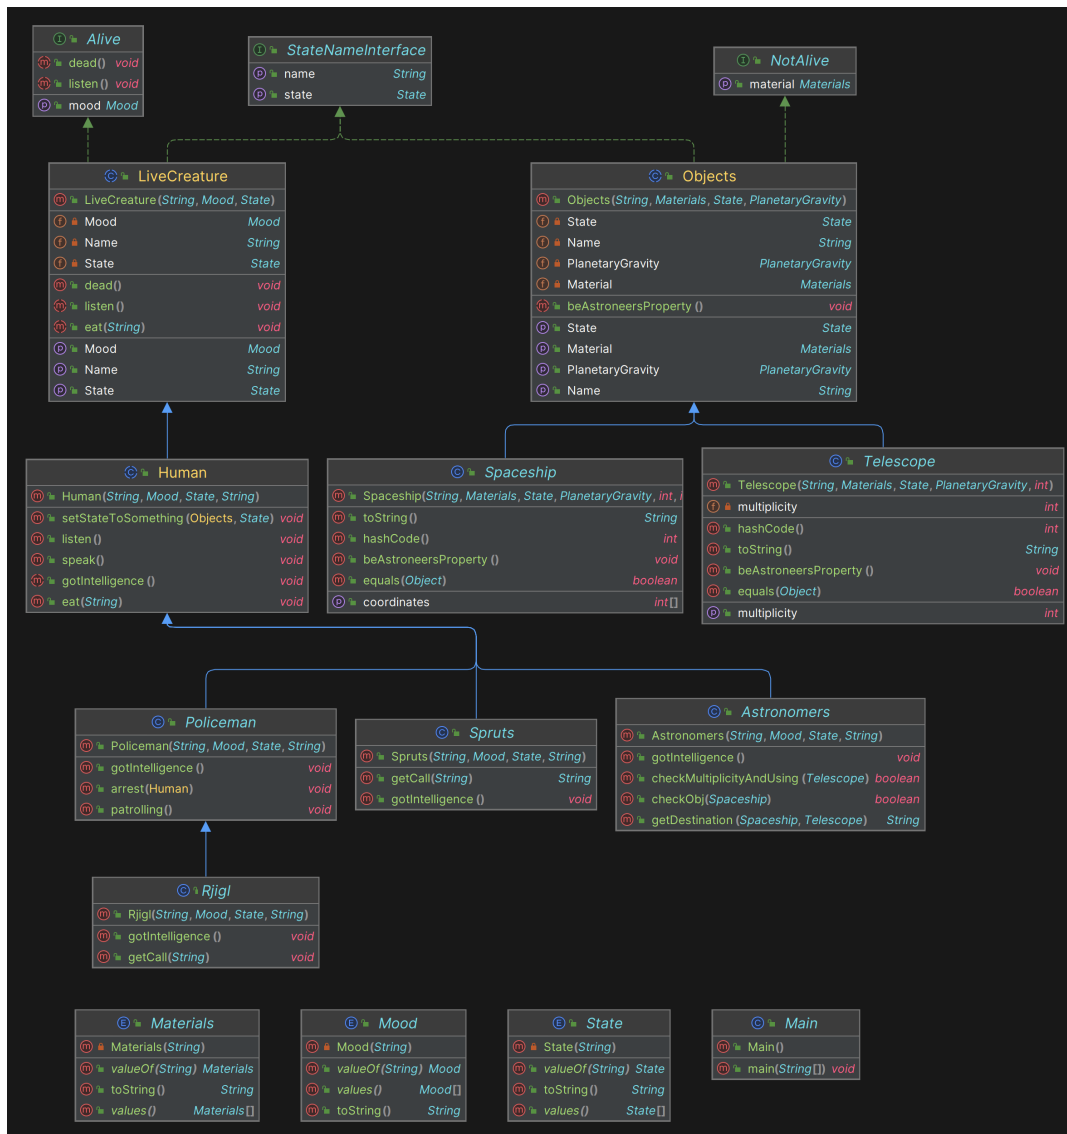 Alive
dead() void
listen() void
mood Mood
StateNameInterface
name String
state State
NotAlive
material Materials
LiveCreature
LiveCreature(String, Mood, State)
Mood Mood
Name String
State State
dead() void
listen() void
eat(String) void
Mood Mood
Name String
State State
Objects
Objects(String, Materials, State, PlanetaryGravity)
State State
Name String
PlanetaryGravity PlanetaryGravity
Material Materials
beAstroneersProperty () void
State State
Material Materials
PlanetaryGravity PlanetaryGravity
Name String
Human
Human(String, Mood, State, String)
setStateToSomething (Objects, State) void
listen() void
speak() void
gotIntelligence () void
eat(String) void
Spaceship
Spaceship(String, Materials, State, PlanetaryGravity, int,
toString() String
hashCode() int
beAstroneersProperty () void
equals(Object) boolean
coordinates int[]
Telescope
Telescope(String, Materials, State, PlanetaryGravity, int)
multiplicity int
hashCode() int
toString() String
beAstroneersProperty () void
equals(Object) boolean
multiplicity int
Policeman
Policeman(String, Mood, State, String)
gotIntelligence () void
arrest(Human) void
patrolling() void
Spruts
Spruts(String, Mood, State, String)
getCall(String) String
gotIntelligence () void
Astronomers
Astronomers(String, Mood, State, String)
gotIntelligence () void
checkMultiplicityAndUsing (Telescope) boolean
checkObj(Spaceship) boolean
getDestination (Spaceship, Telescope) String
Rjigl
Rjigl(String, Mood, State, String)
gotIntelligence () void
getCall(String) void
Materials
Materials(String)
valueOf(String) Materials
toString() String
values() Materials[]
Mood
Mood(String)
valueOf(String) Mood
values() Mood[]
toString() String
State
State(String)
valueOf(String) State
toString() String
values() State[]
Main
Main()
main(String[]) void